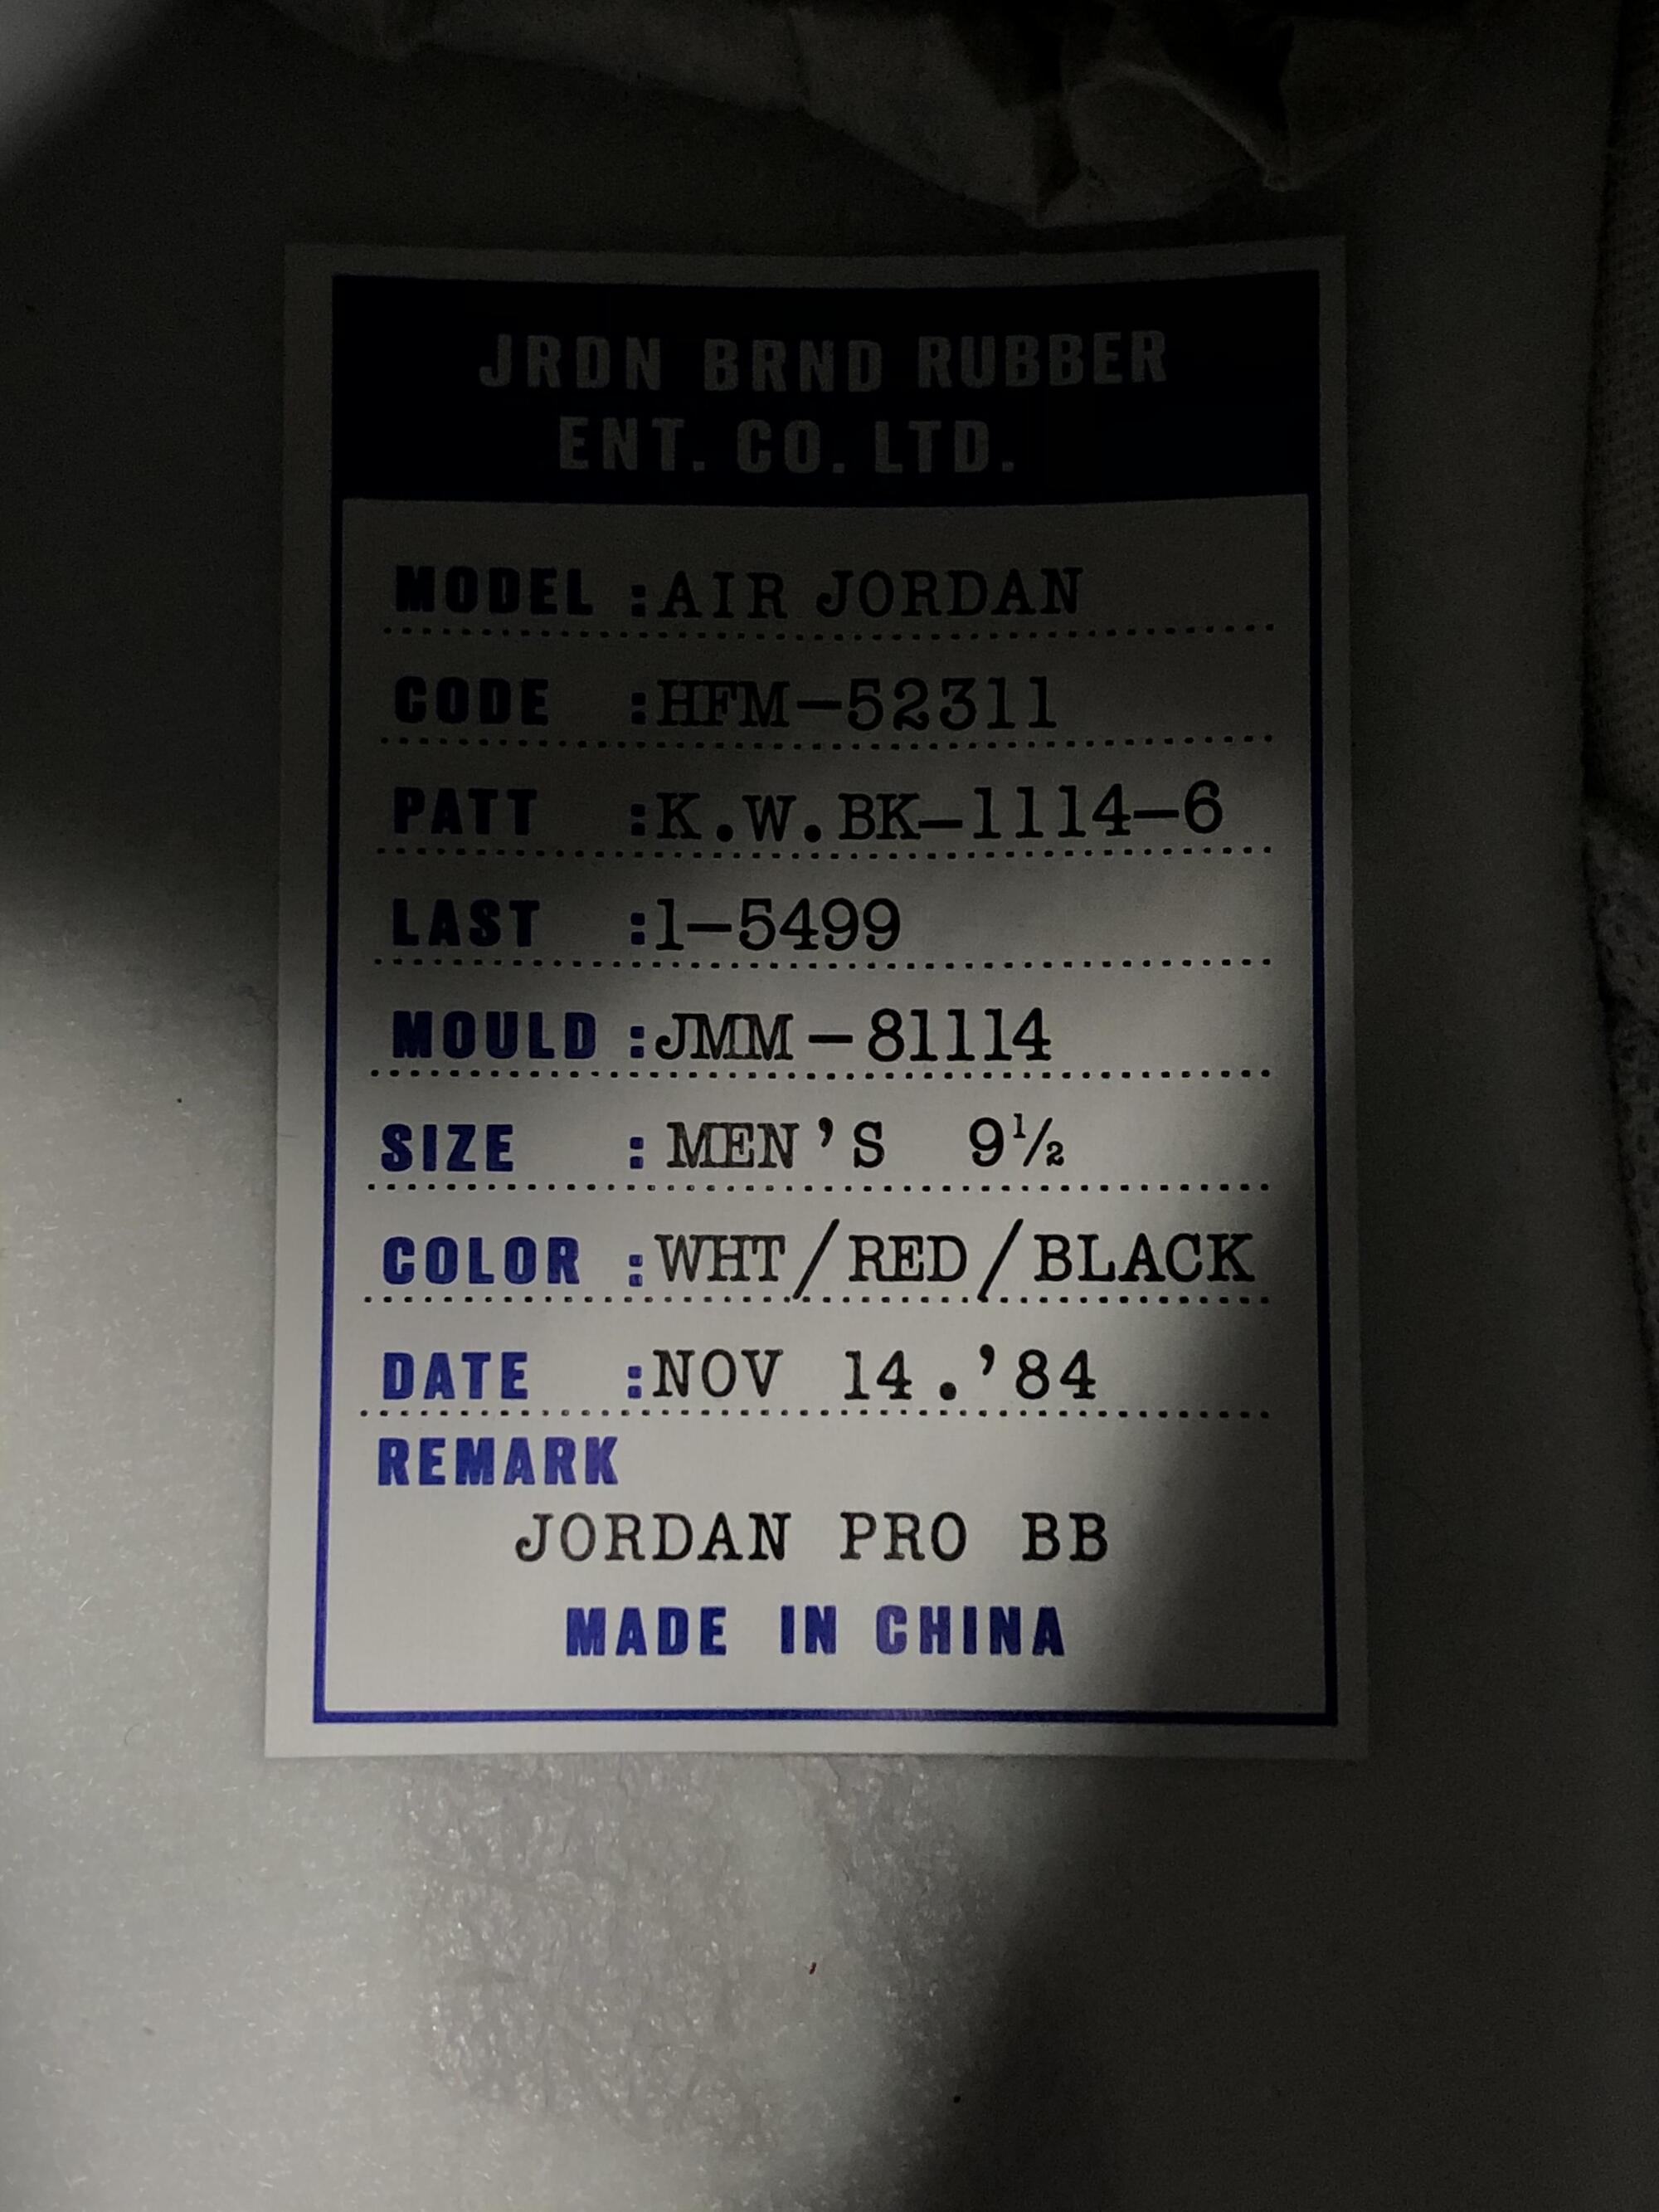 JRDN BRND RUBBER
ENT. CO. LTD.
MODEL :AIR JORDAN
CODE :HFM-52311
PATT :K.W.BK-1114-6
LAST :1-5499
MOULD :JMM-81114
SIZE : MEN'S 9½
COLOR :WHT/RED/BLACK
DATE :NOV 14.'84
REMARK
JORDAN PRO BB
MADE IN CHINA